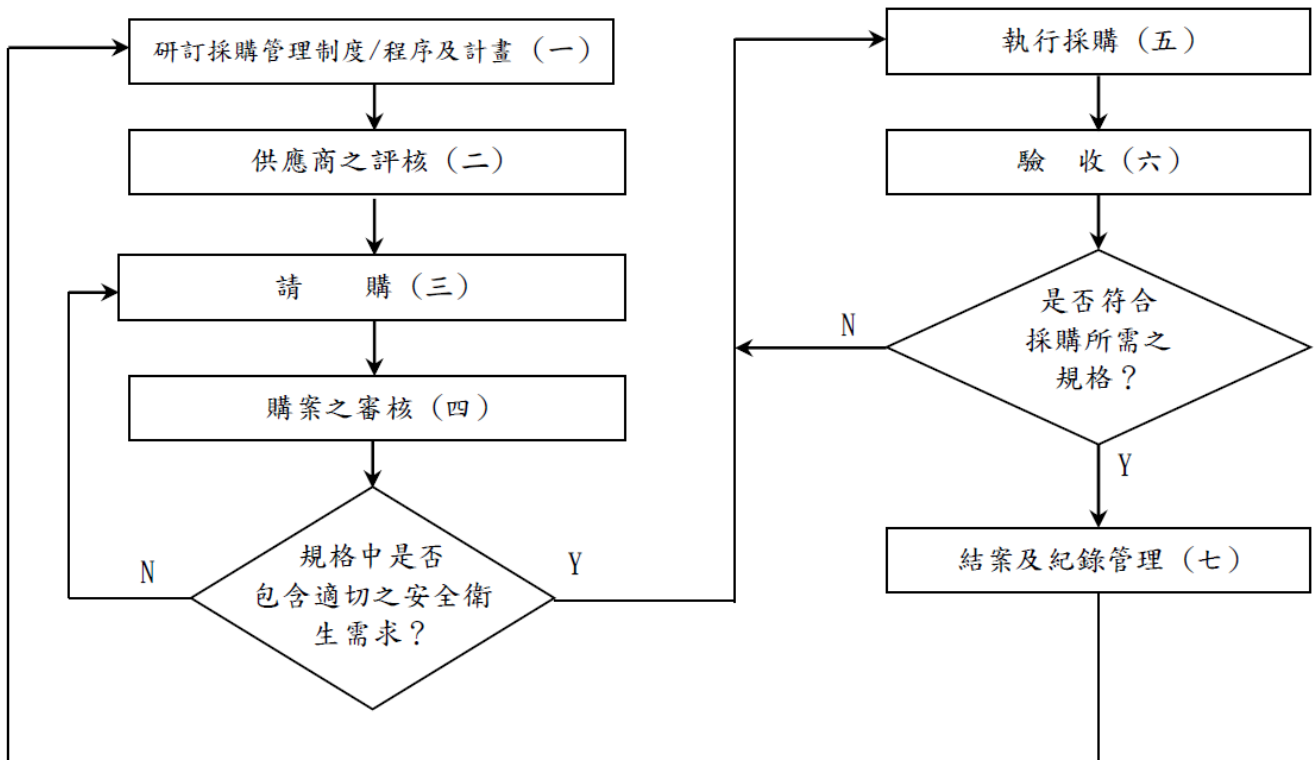 研訂採購管理制度/程序及計畫（一）
供應商之評核（二）
請　　購（三）
購案之審核（四）
規格中是否
包含適切之安全衛
生需求？
N
Y
執行採購（五）
驗　收（六）
是否符合
採購所需之
規格？
N
Y
結案及紀錄管理（七）